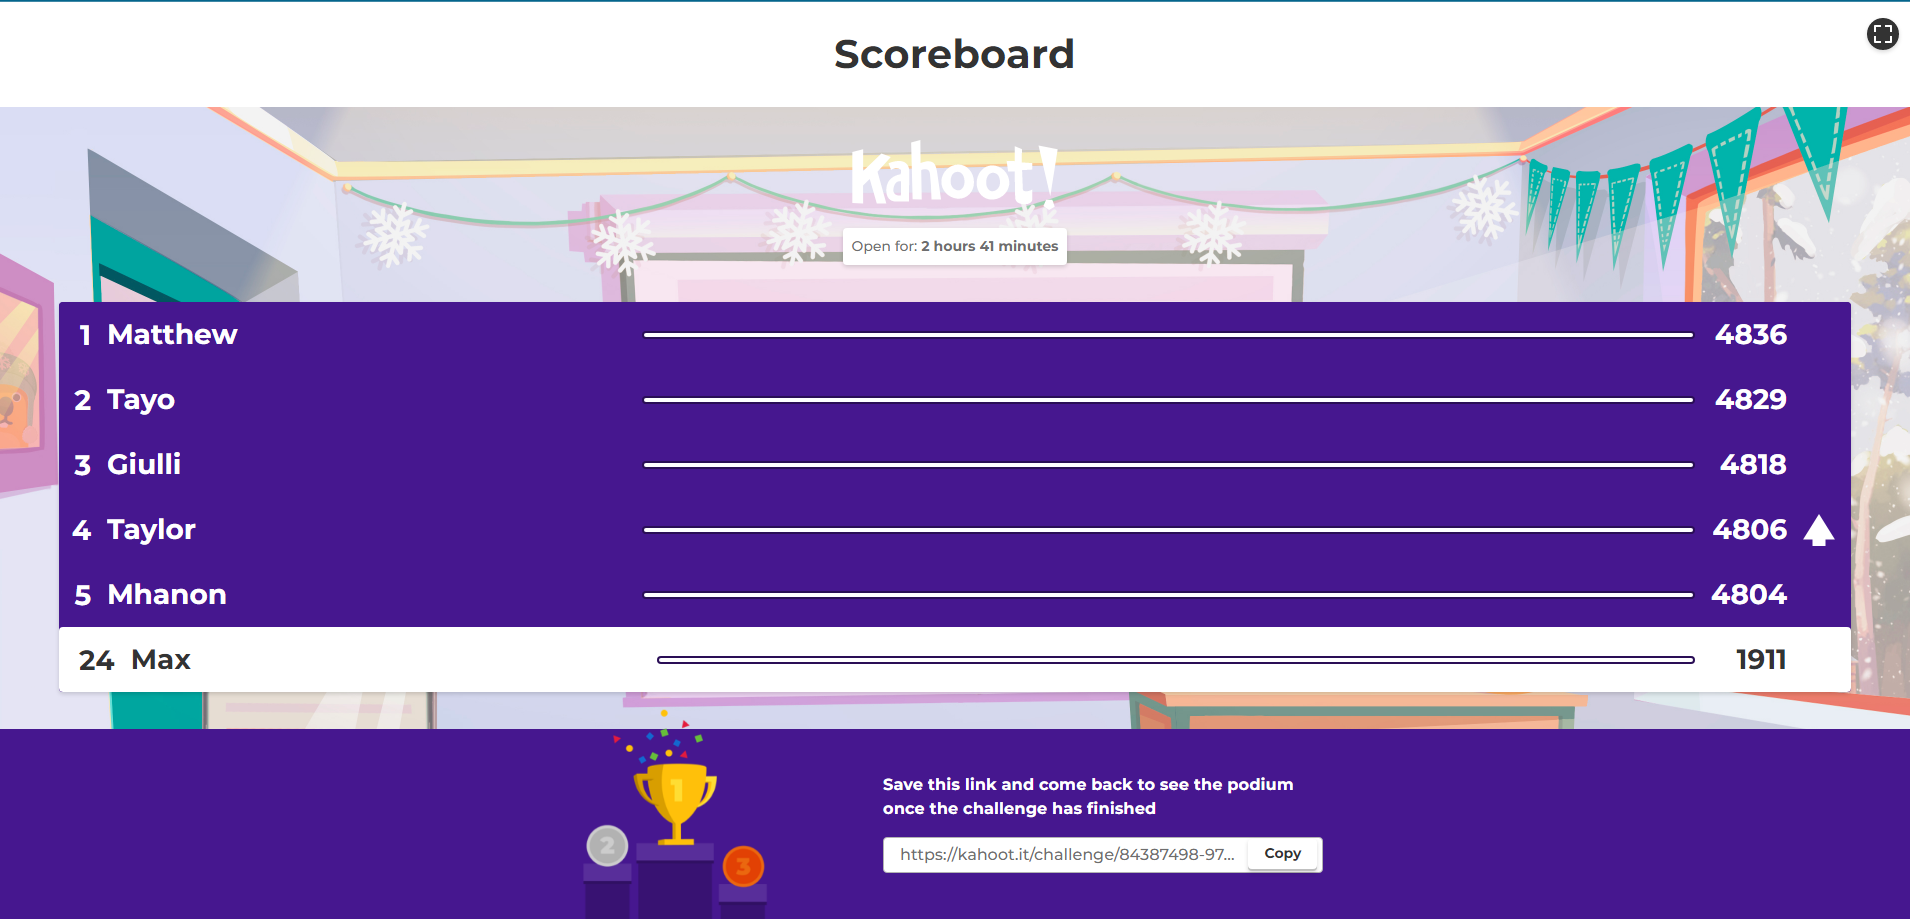 Scoreboard
Kahoot!
Open for: 2 hours 41 minutes
1 Matthew 4836
2 Tayo 4829
3 Giulli 4818
4 Taylor 4806
5 Mhanon 4804
24 Max 1911
1
2
3
Save this link and come back to see the podium
once the challenge has finished
https://kahoot.it/challenge/84387498-97... Copy